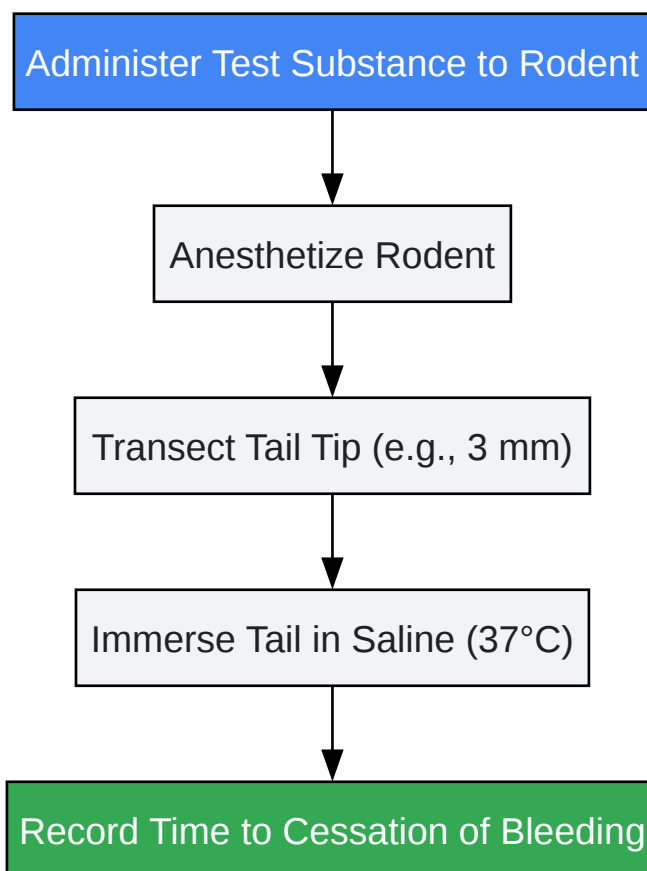 Administer Test Substance to Rodent
Anesthetize Rodent
Transect Tail Tip (e.g., 3 mm)
Immerse Tail in Saline (37°C)
Record Time to Cessation of Bleeding